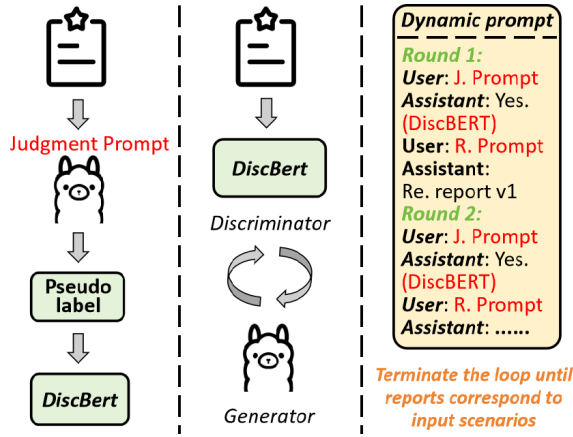 Judgment Prompt
Pseudo
label
DiscBert
DiscBert
Discriminator
Generator
Dynamic prompt
Round 1:
User: J. Prompt
Assistant: Yes.
(DiscBERT)
User: R. Prompt
Assistant:
Re. report v1
Round 2:
User: J. Prompt
Assistant: Yes.
(DiscBERT)
User: R. Prompt
Assistant: ......
Terminate the loop until
reports correspond to
input scenarios